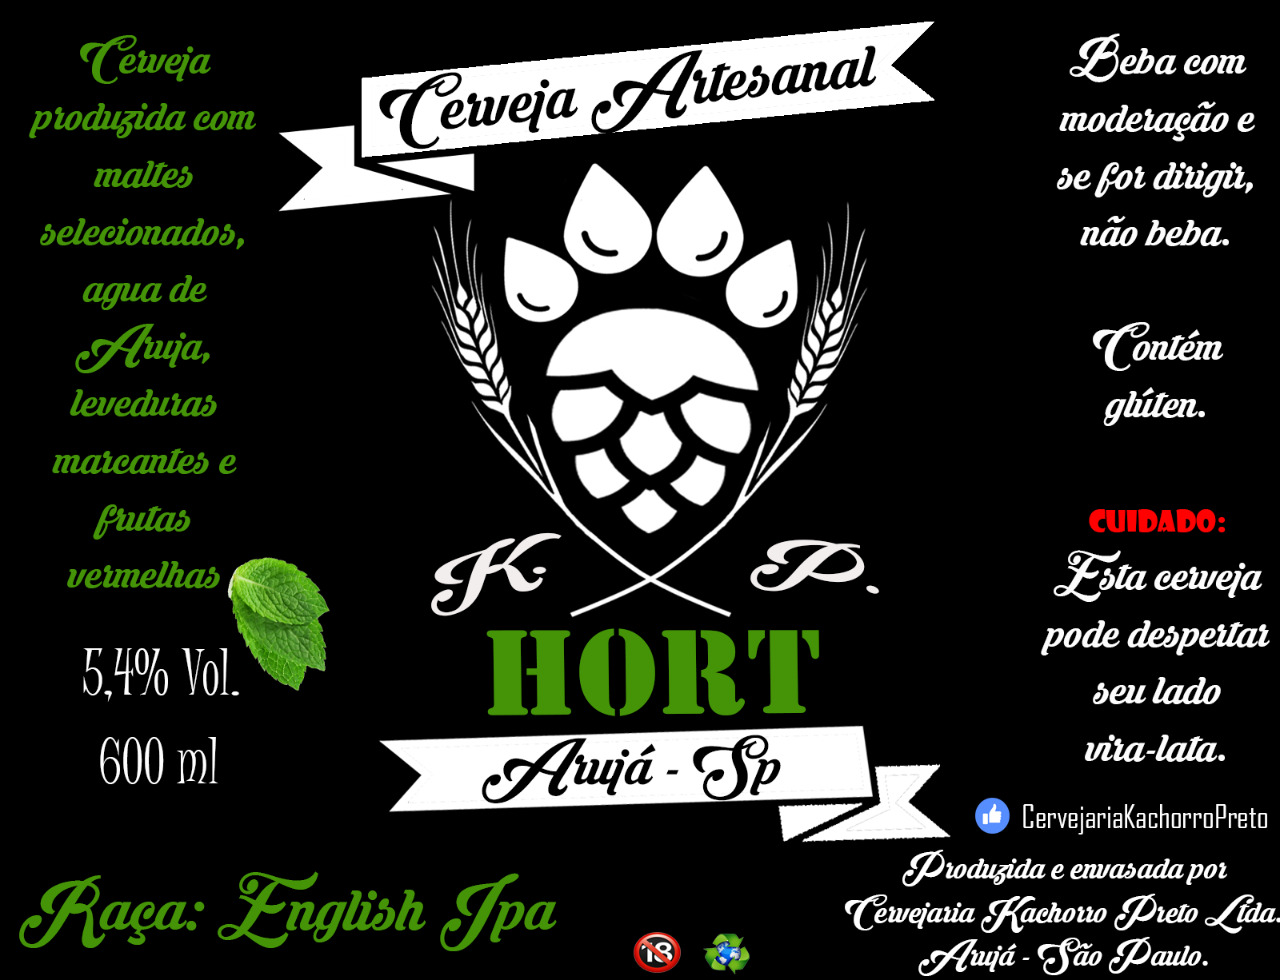 Cerveja
produzida com
maltes
selecionados,
agua de
Aruja,
leveduras
marcantes e
frutas
vermelhas
5,4% Vol.
600 ml
Cerveja Artesanal
K.
P.
HORT
Arujá - Sp
Beba com
moderação e
se for dirigir,
não beba.
Contém
glúten.
CUIDADO:
Esta cerveja
pode despertar
seu lado
vira-lata.
CervejariaKachorroPreto
Produzida e envasada por
Cervejaria Kachorro Preto Ltda.
Arujá - São Paulo.
Raça: English Ipa
18